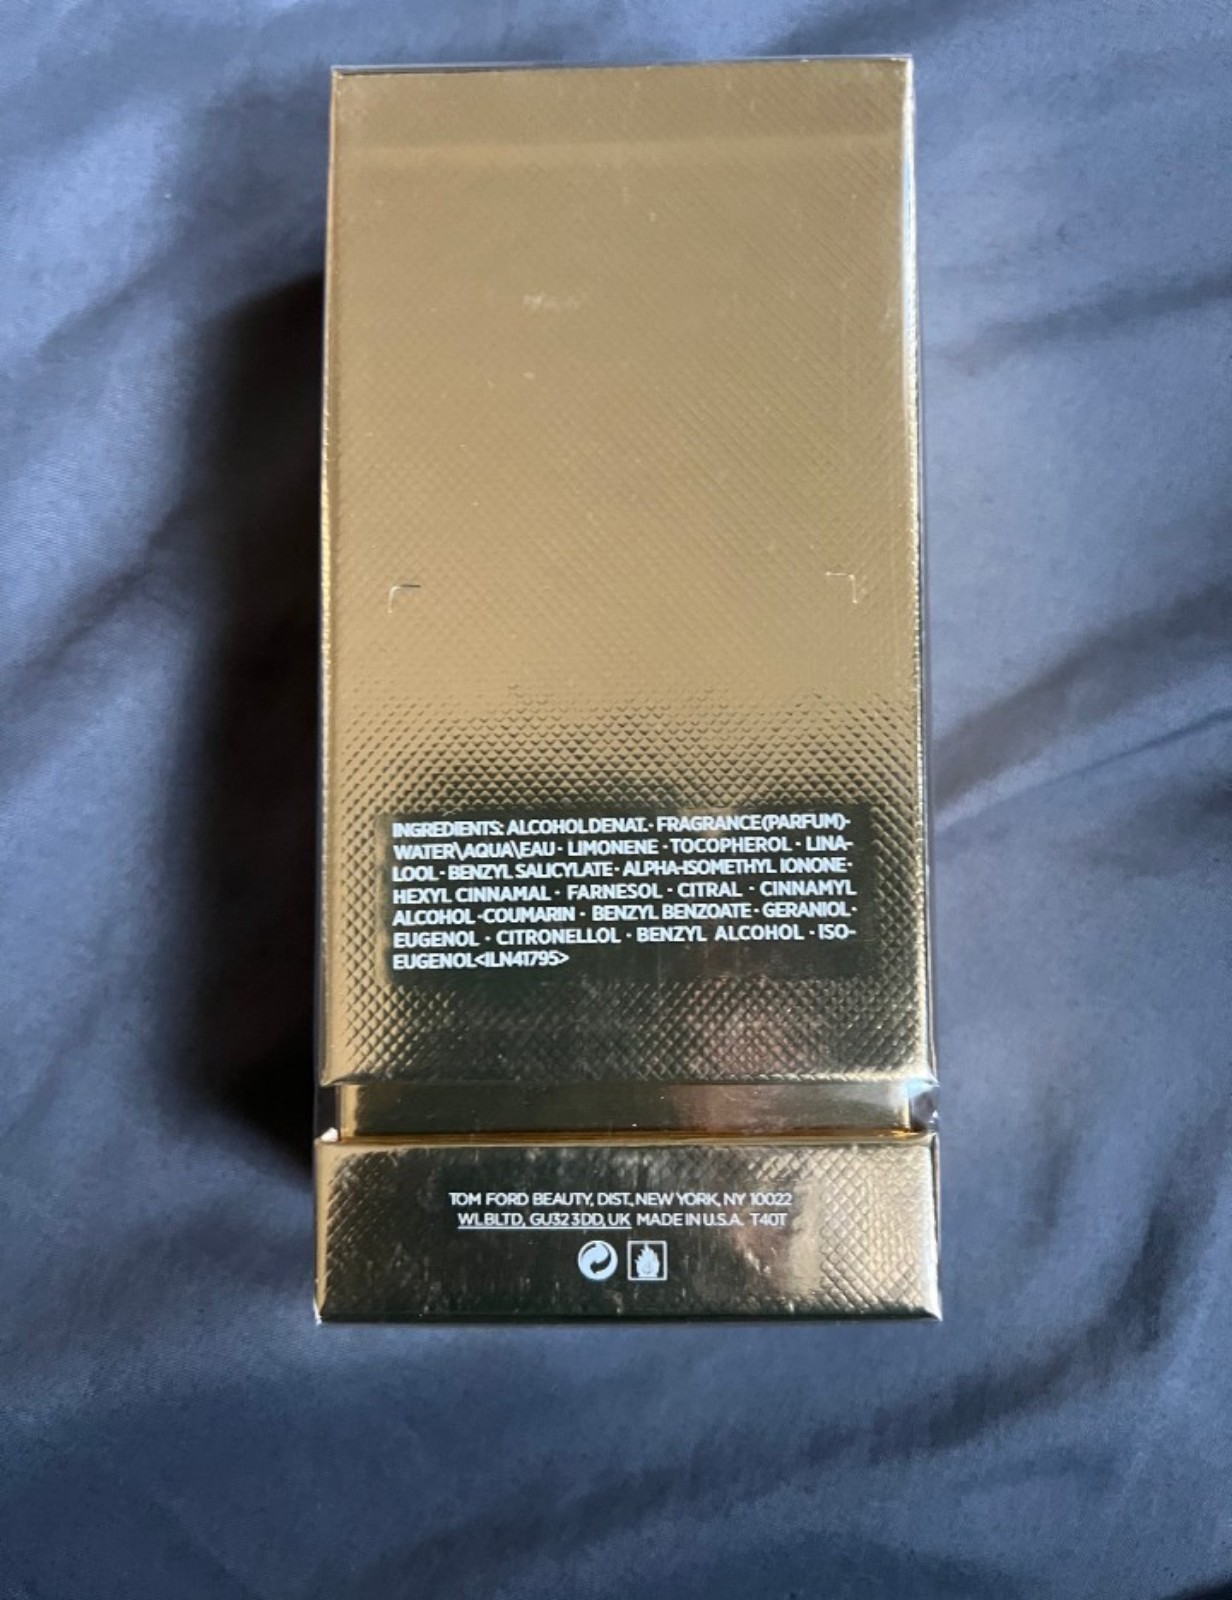 INGREDIENTS: ALCOHOL DENAT. · FRAGRANCE (PARFUM) ·
WATER\AQUA\EAU · LIMONENE · TOCOPHEROL · LINA-
LOOL · BENZYL SALICYLATE · ALPHA-ISOMETHYL IONONE ·
HEXYL CINNAMAL · FARNESOL · CITRAL · CINNAMYL
ALCOHOL · COUMARIN · BENZYL BENZOATE · GERANIOL ·
EUGENOL · CITRONELLOL · BENZYL ALCOHOL · ISO-
EUGENOL <ILN41795>
TOM FORD BEAUTY, DIST., NEW YORK, NY 10022
WLBLTD, GU32 3DD, UK MADE IN U.S.A. T40T